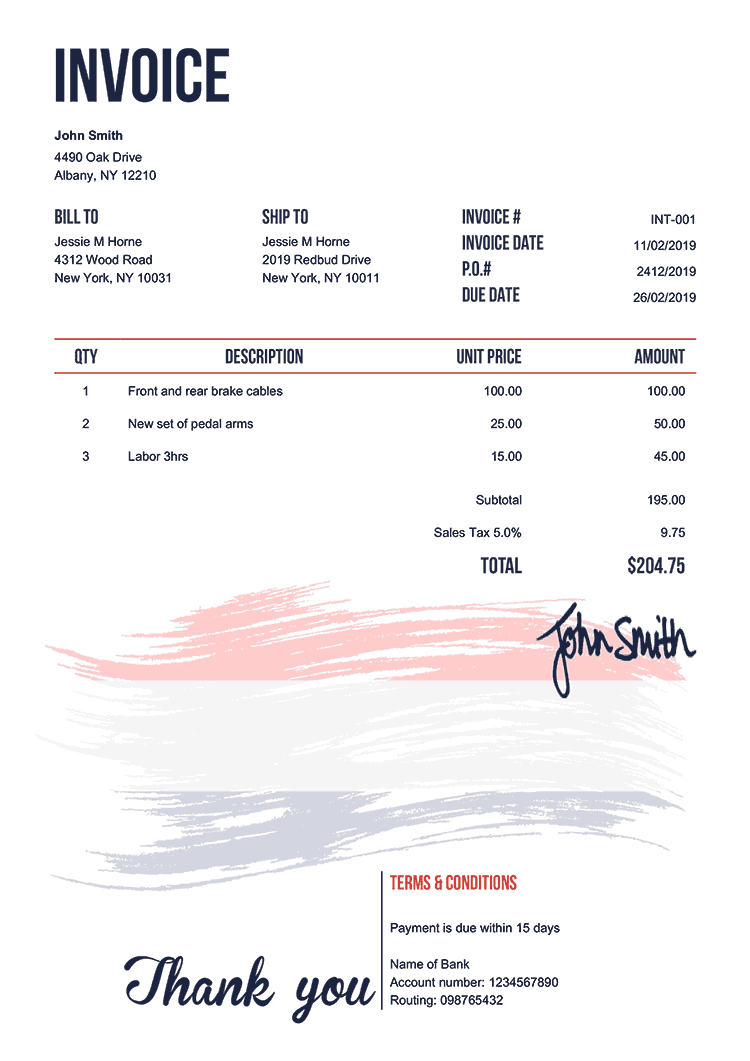 INVOICE
John Smith
4490 Oak Drive
Albany, NY 12210
BILL TO
Jessie M Horne
4312 Wood Road
New York, NY 10031
SHIP TO
Jessie M Horne
2019 Redbud Drive
New York, NY 10011
INVOICE # INT-001
INVOICE DATE 11/02/2019
P.O.# 2412/2019
DUE DATE 26/02/2019
QTY DESCRIPTION UNIT PRICE AMOUNT
1 Front and rear brake cables 100.00 100.00
2 New set of pedal arms 25.00 50.00
3 Labor 3hrs 15.00 45.00
Subtotal 195.00
Sales Tax 5.0% 9.75
TOTAL $204.75
John Smith
Thank you
TERMS & CONDITIONS
Payment is due within 15 days
Name of Bank
Account number: 1234567890
Routing: 098765432